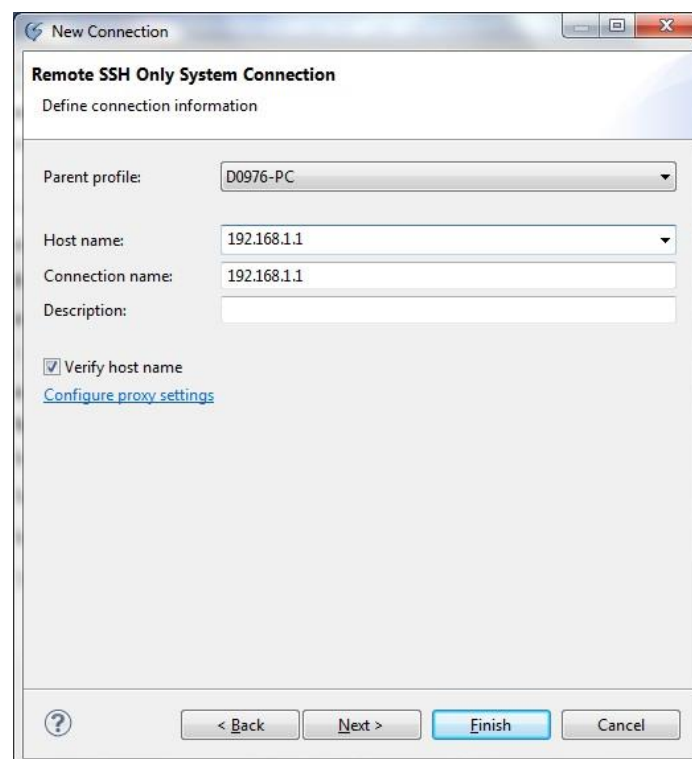 New Connection
Remote SSH Only System Connection
Define connection information
Parent profile: D0976-PC
Host name: 192.168.1.1
Connection name: 192.168.1.1
Description:
Verify host name
Configure proxy settings
? < Back Next > Finish Cancel